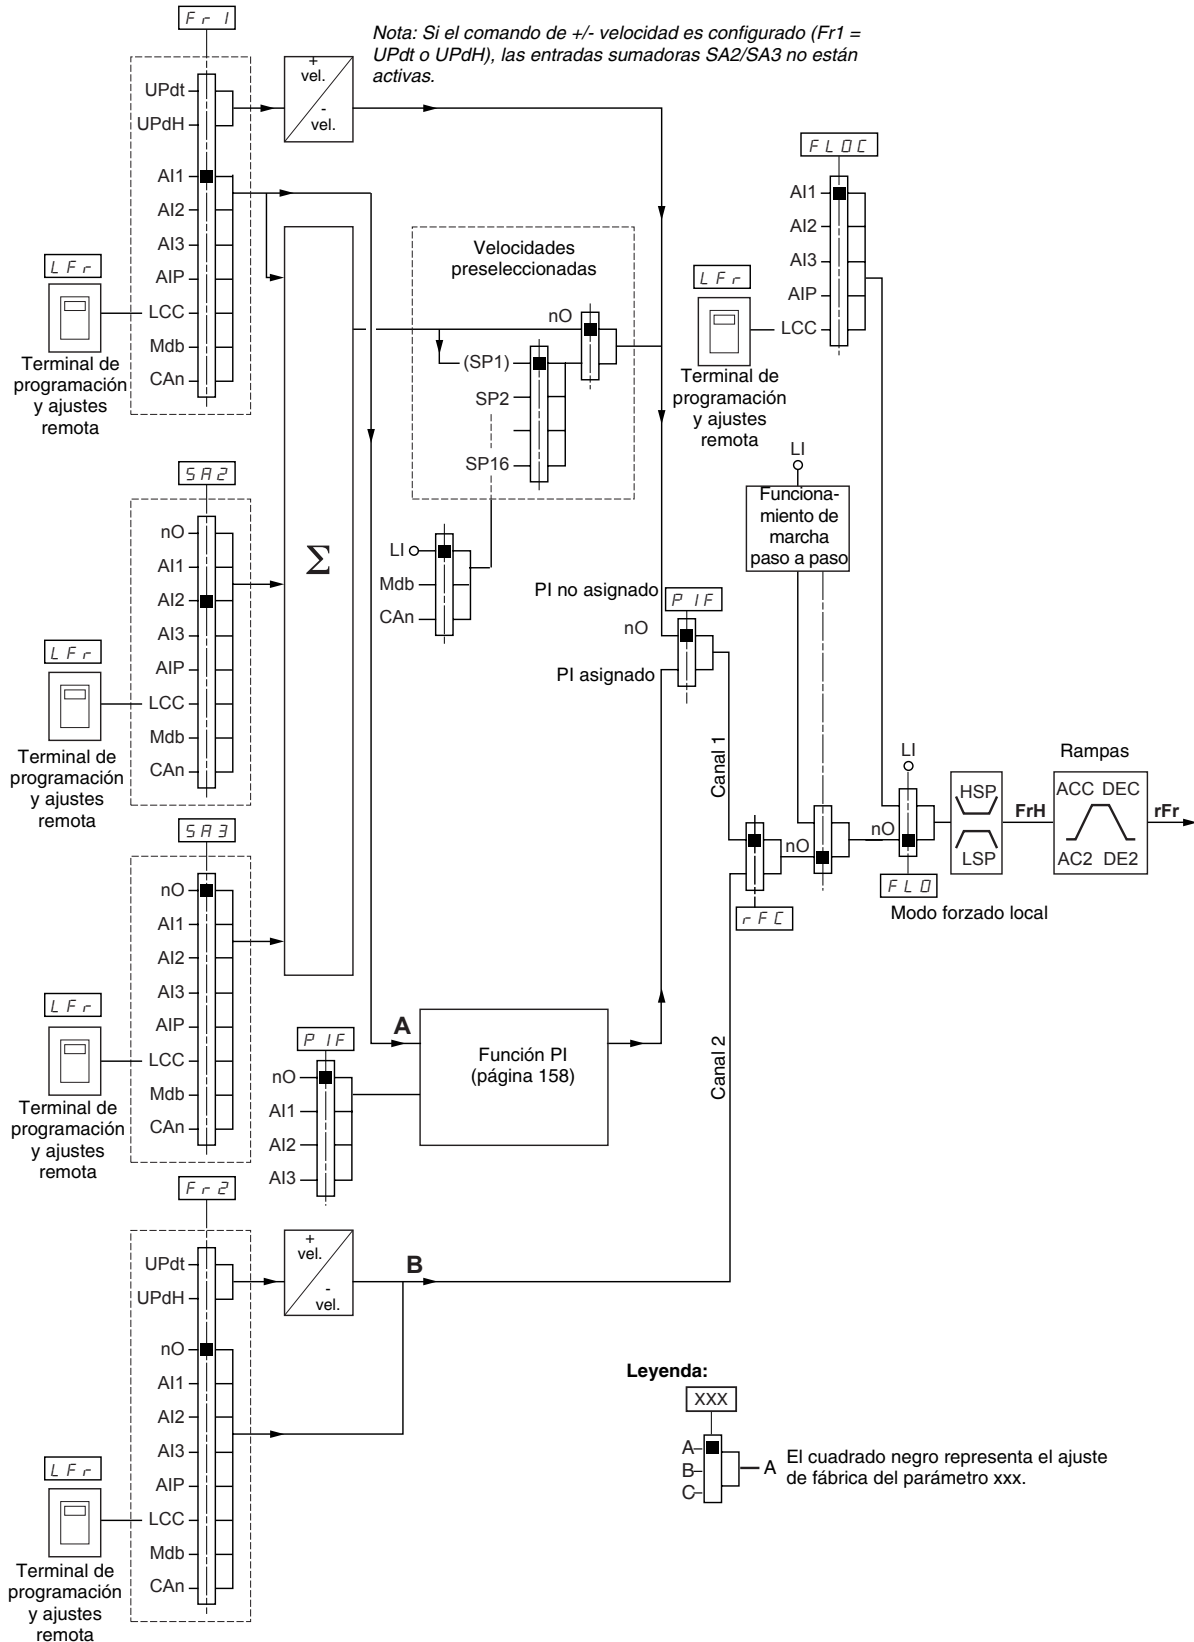 Fr1
Nota: Si el comando de +/- velocidad es configurado (Fr1 =
UPdt o UPdH), las entradas sumadoras SA2/SA3 no están
activas.
UPdt
UPdH
AI1
AI2
AI3
AIP
LCC
Mdb
CAn
+
vel.
-
vel.
LFr
Terminal de
programación
y ajustes
remota
SA2
nO
AI1
AI2
AI3
AIP
LCC
Mdb
CAn
LFr
Terminal de
programación
y ajustes
remota
SA3
nO
AI1
AI2
AI3
AIP
LCC
Mdb
CAn
LFr
Terminal de
programación
y ajustes
remota
Σ
Velocidades
preseleccionadas
nO
(SP1)
SP2
SP16
LI
Mdb
CAn
FLOC
AI1
AI2
AI3
AIP
LCC
LFr
Terminal de
programación
y ajustes
remota
LI
Funciona-
miento de
marcha
paso a paso
PI no asignado
PIF
nO
PI asignado
Canal 1
Canal 2
rFC
nO
nO
LI
FLO
Modo forzado local
HSP
LSP
FrH
Rampas
ACC DEC
AC2 DE2
rFr
A
PIF
nO
AI1
AI2
AI3
Función PI
(página 158)
Fr2
UPdt
UPdH
nO
AI1
AI2
AI3
AIP
LCC
Mdb
CAn
+
vel.
-
vel.
B
LFr
Terminal de
programación
y ajustes
remota
Leyenda:
XXX
A
B
C
A
El cuadrado negro representa el ajuste
de fábrica del parámetro xxx.